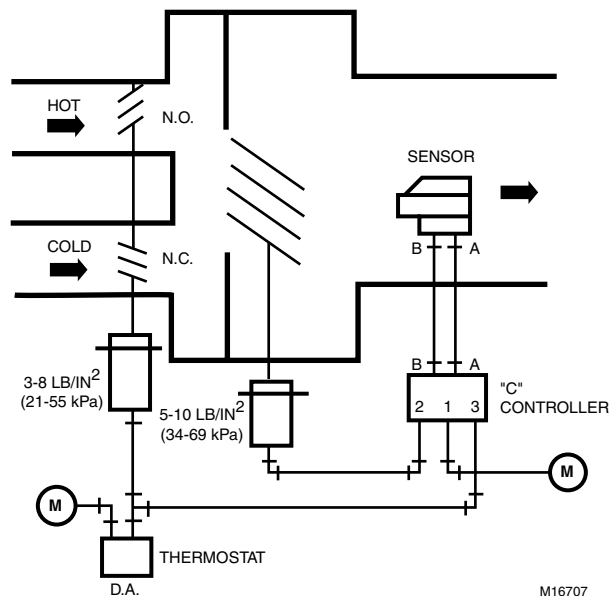 HOT
N.O.
SENSOR
COLD
N.C.
B A
B A
3-8 LB/IN²
(21-55 kPa)
5-10 LB/IN²
(34-69 kPa)
2 1 3
"C"
CONTROLLER
M
M
THERMOSTAT
D.A.
M16707